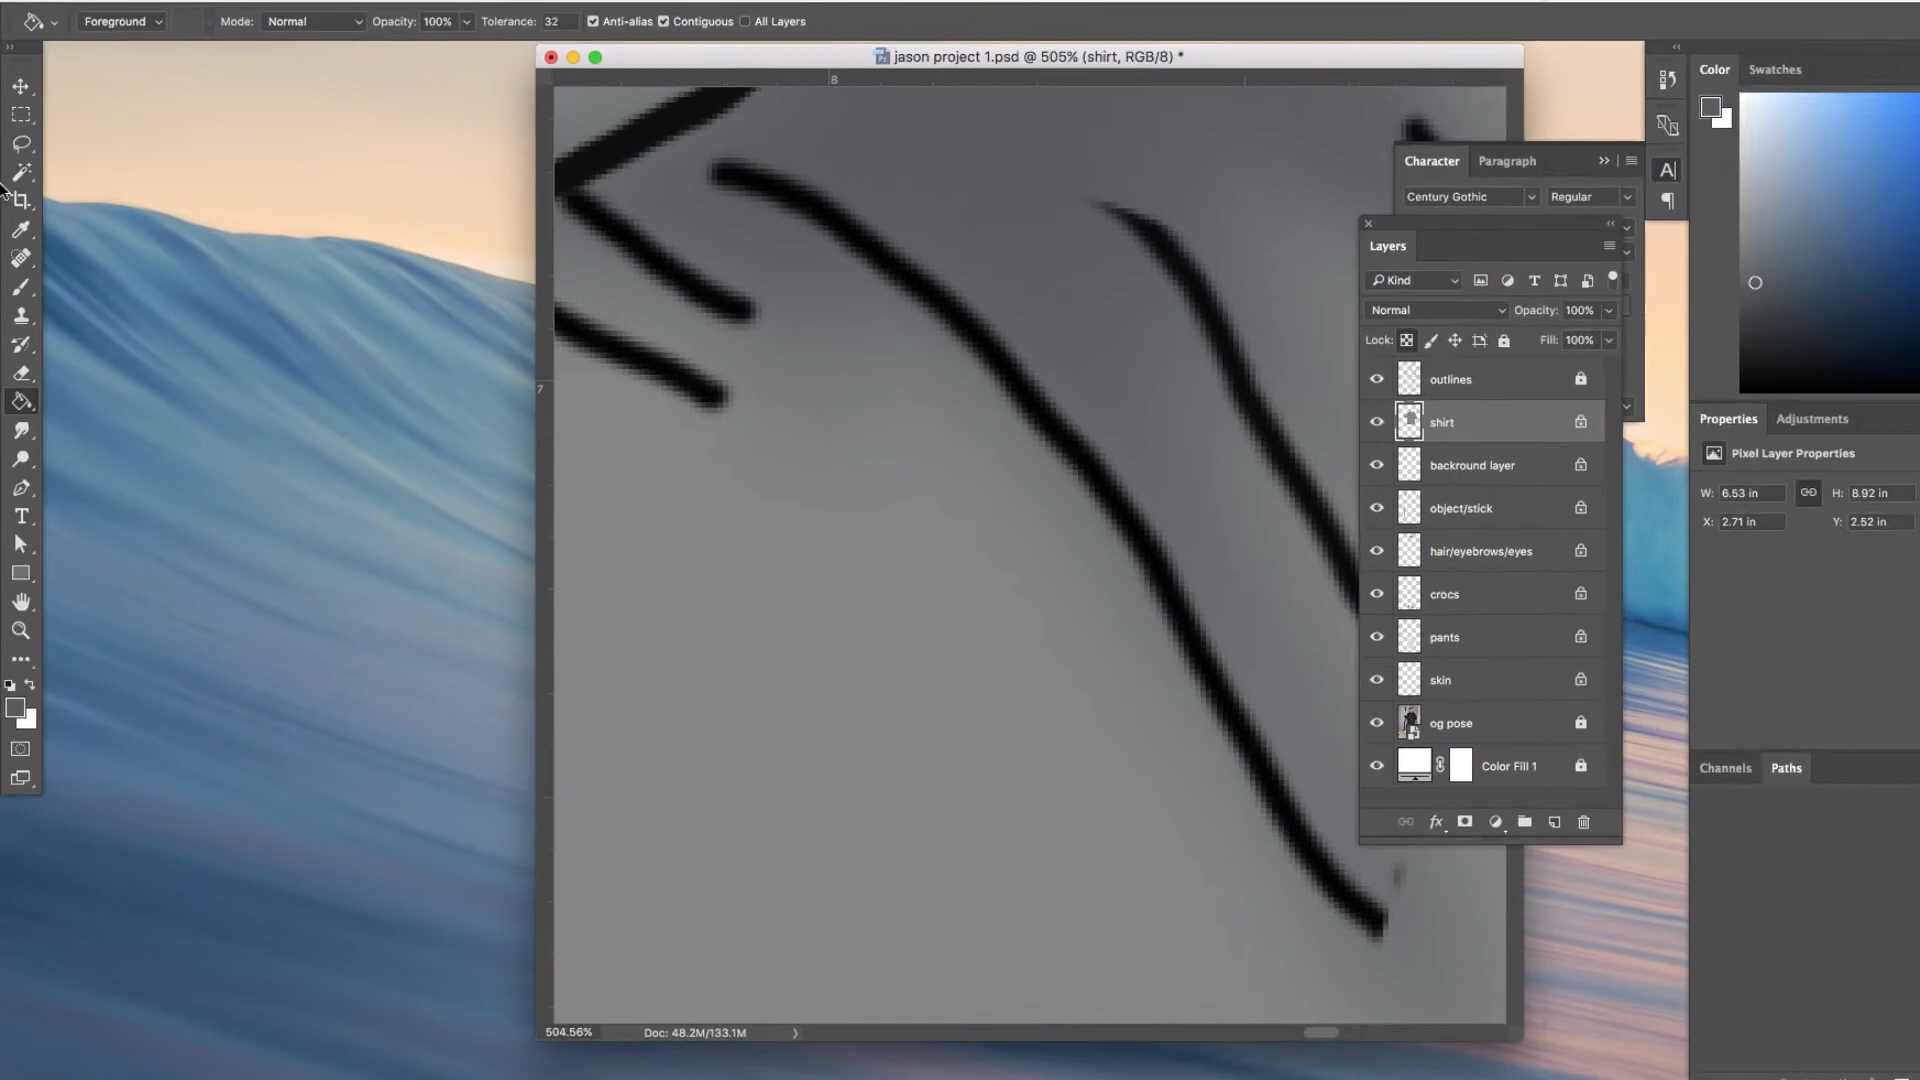 Foreground Mode: Normal Opacity: 100% Tolerance: 32 Anti-alias Contiguous All Layers
jason project 1.psd @ 505% (shirt, RGB/8) *
8
7
504.56% Doc: 48.2M/133.1M
Character Paragraph
Century Gothic Regular
Layers
Kind
Normal Opacity: 100%
Lock: Fill: 100%
outlines
shirt
backround layer
object/stick
hair/eyebrows/eyes
crocs
pants
skin
og pose
Color Fill 1
fx
Color Swatches
Properties Adjustments
Pixel Layer Properties
W: 6.53 in H: 8.92 in
X: 2.71 in Y: 2.52 in
Channels Paths